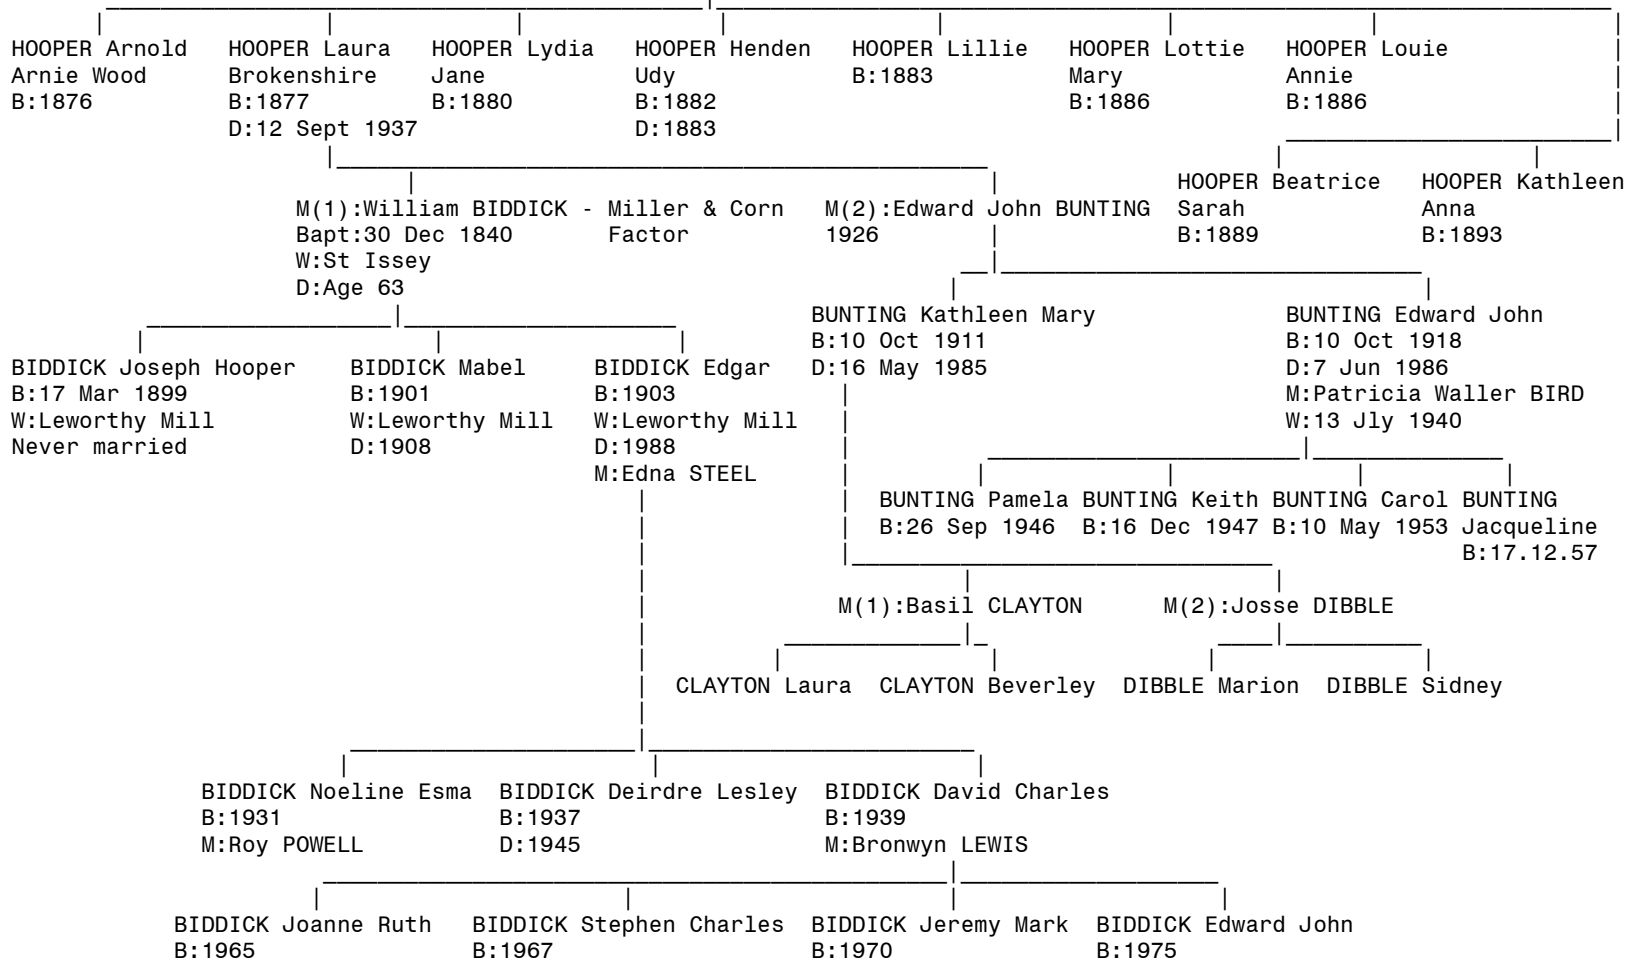 HOOPER Arnold HOOPER Laura HOOPER Lydia HOOPER Henden HOOPER Lillie HOOPER Lottie HOOPER Louie
Arnie Wood Brokenshire Jane Udy B:1883 Mary Annie
B:1876 B:1877 B:1880 B:1882 B:1886 B:1886
D:12 Sept 1937 D:1883
HOOPER Beatrice HOOPER Kathleen
M(1):William BIDDICK - Miller & Corn M(2):Edward John BUNTING Sarah Anna
Bapt:30 Dec 1840 Factor 1926 B:1889 B:1893
W:St Issey
D:Age 63
BUNTING Kathleen Mary BUNTING Edward John
B:10 Oct 1911 B:10 Oct 1918
BIDDICK Joseph Hooper BIDDICK Mabel BIDDICK Edgar D:16 May 1985 D:7 Jun 1986
B:17 Mar 1899 B:1901 B:1903 M:Patricia Waller BIRD
W:Leworthy Mill W:Leworthy Mill W:Leworthy Mill W:13 Jly 1940
Never married D:1908 D:1988
M:Edna STEEL
BUNTING Pamela BUNTING Keith BUNTING Carol BUNTING
B:26 Sep 1946 B:16 Dec 1947 B:10 May 1953 Jacqueline
B:17.12.57
M(1):Basil CLAYTON M(2):Josse DIBBLE
CLAYTON Laura CLAYTON Beverley DIBBLE Marion DIBBLE Sidney
BIDDICK Noeline Esma BIDDICK Deirdre Lesley BIDDICK David Charles
B:1931 B:1937 B:1939
M:Roy POWELL D:1945 M:Bronwyn LEWIS
BIDDICK Joanne Ruth BIDDICK Stephen Charles BIDDICK Jeremy Mark BIDDICK Edward John
B:1965 B:1967 B:1970 B:1975